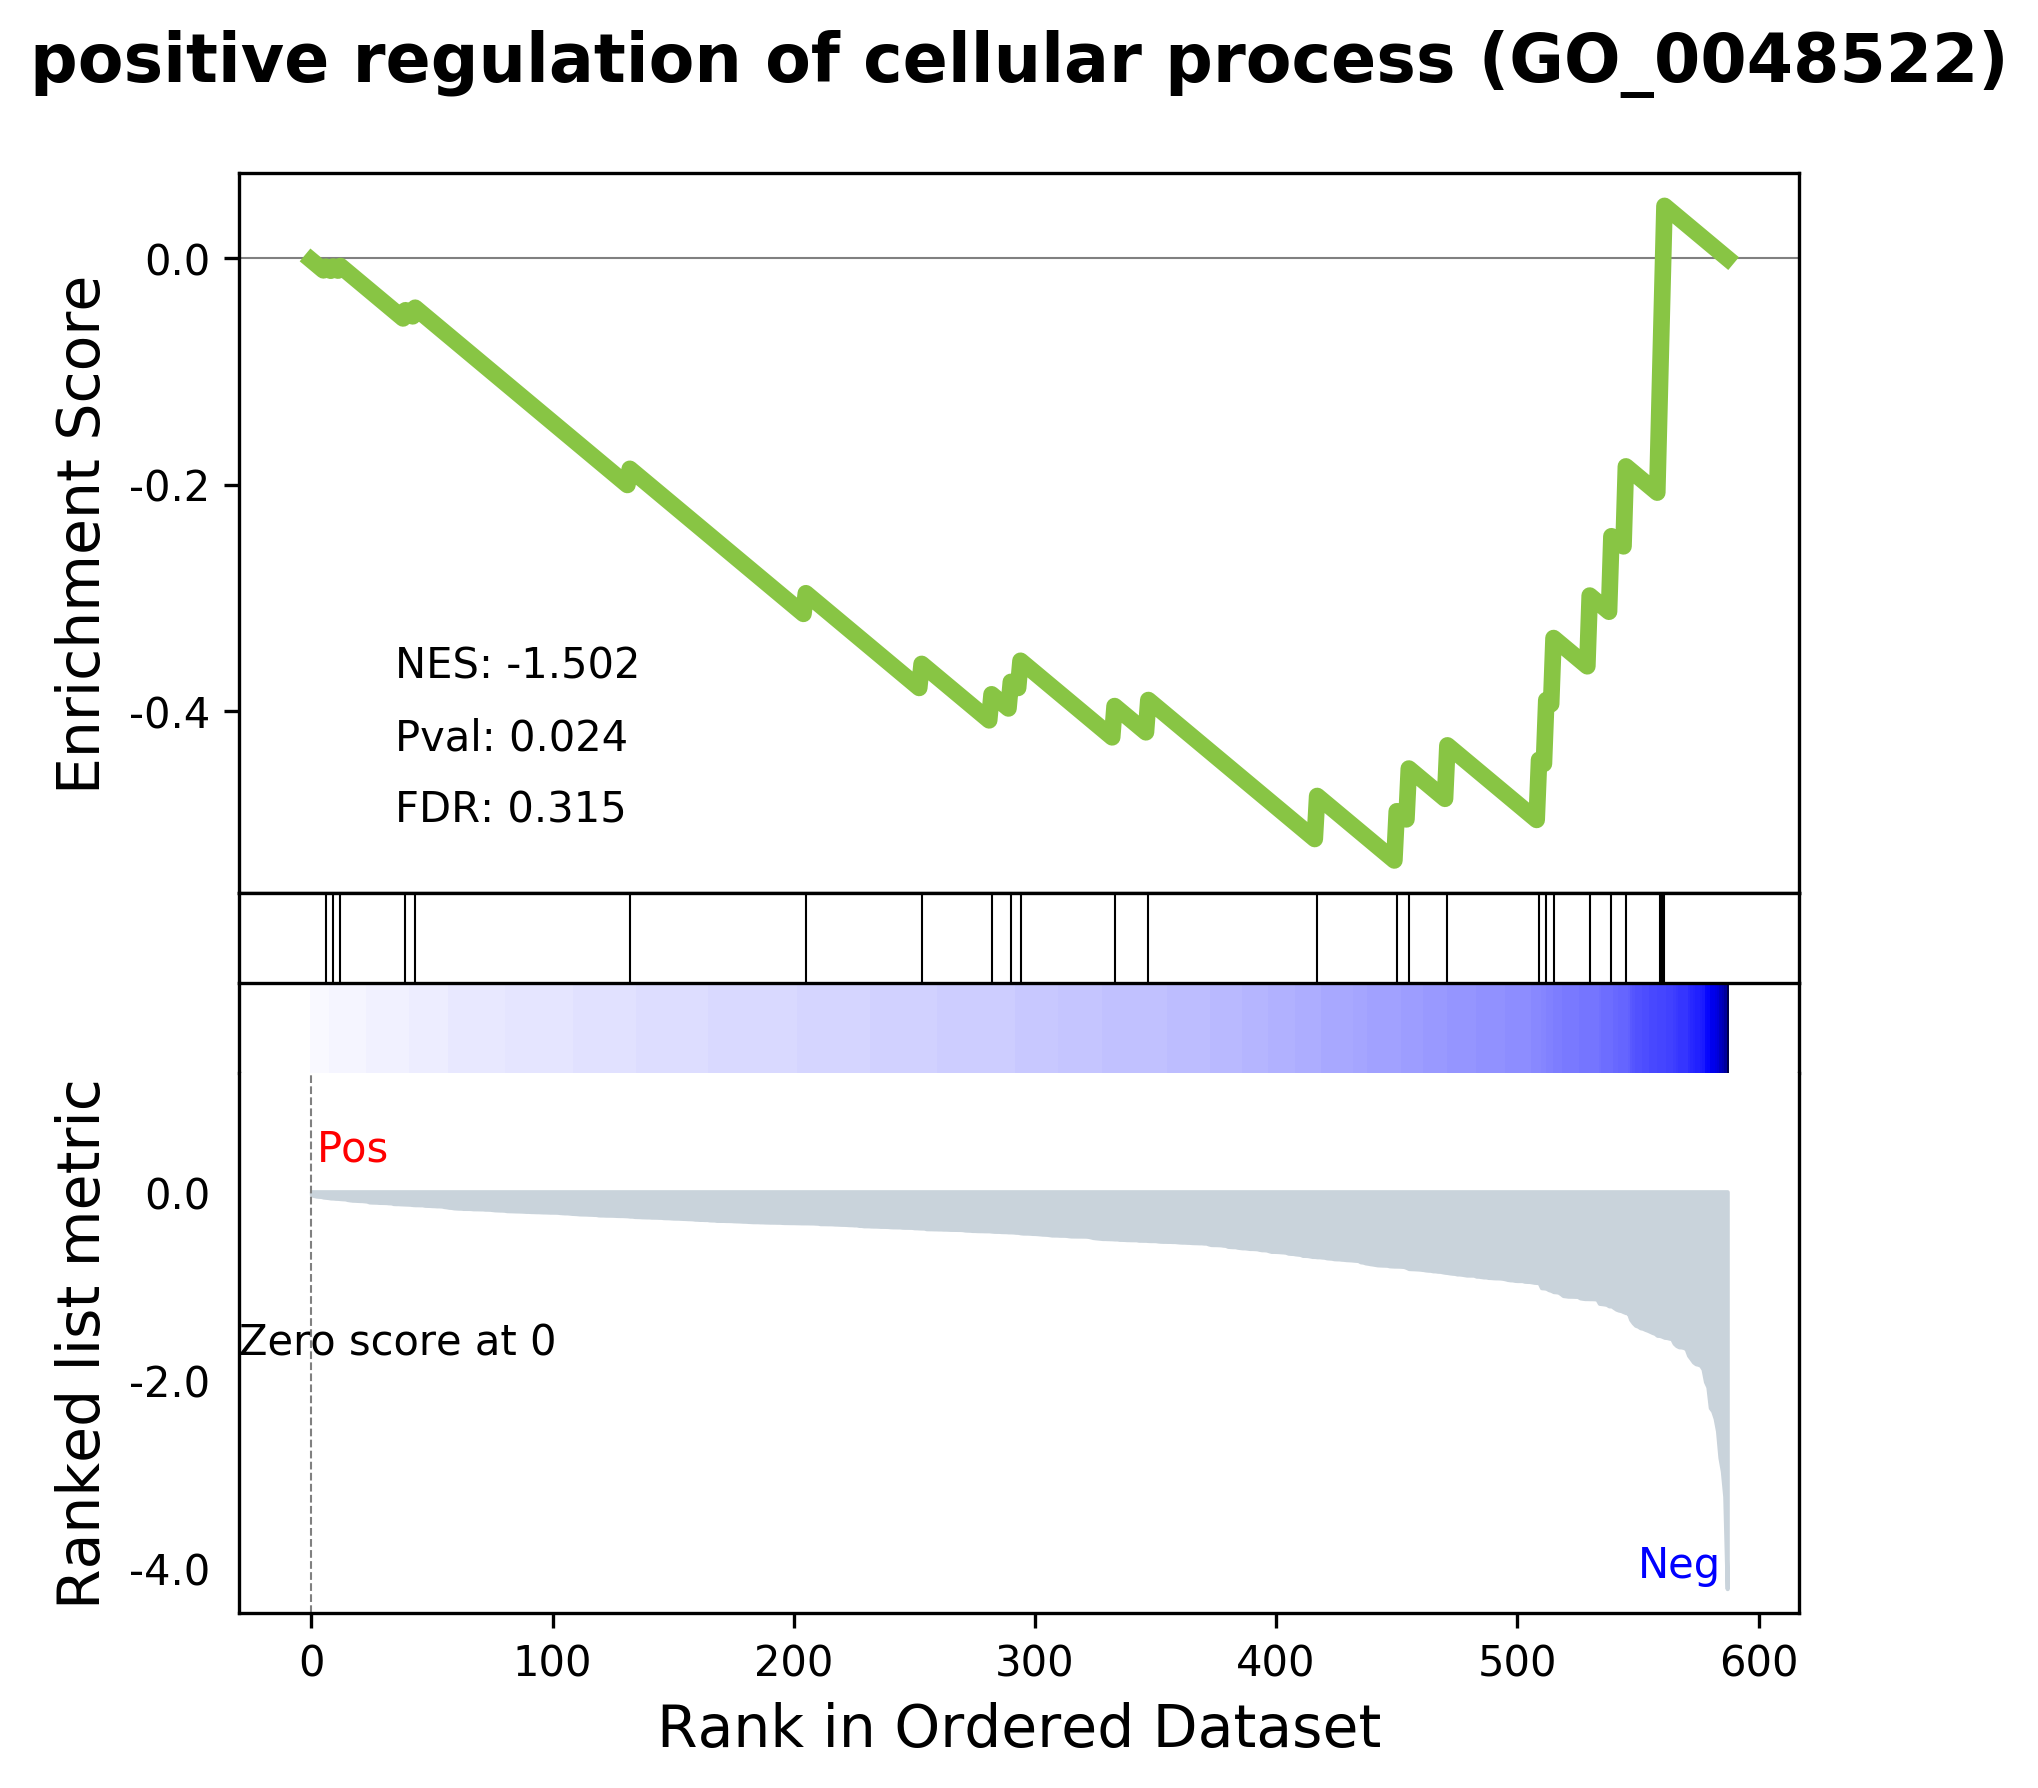 positive regulation of cellular process (GO_0048522)
Enrichment Score
0.0
-0.2
-0.4
NES: -1.502
Pval: 0.024
FDR: 0.315
Ranked list metric
Pos
0.0
Zero score at 0
-2.0
-4.0
Neg
0 100 200 300 400 500 600
Rank in Ordered Dataset